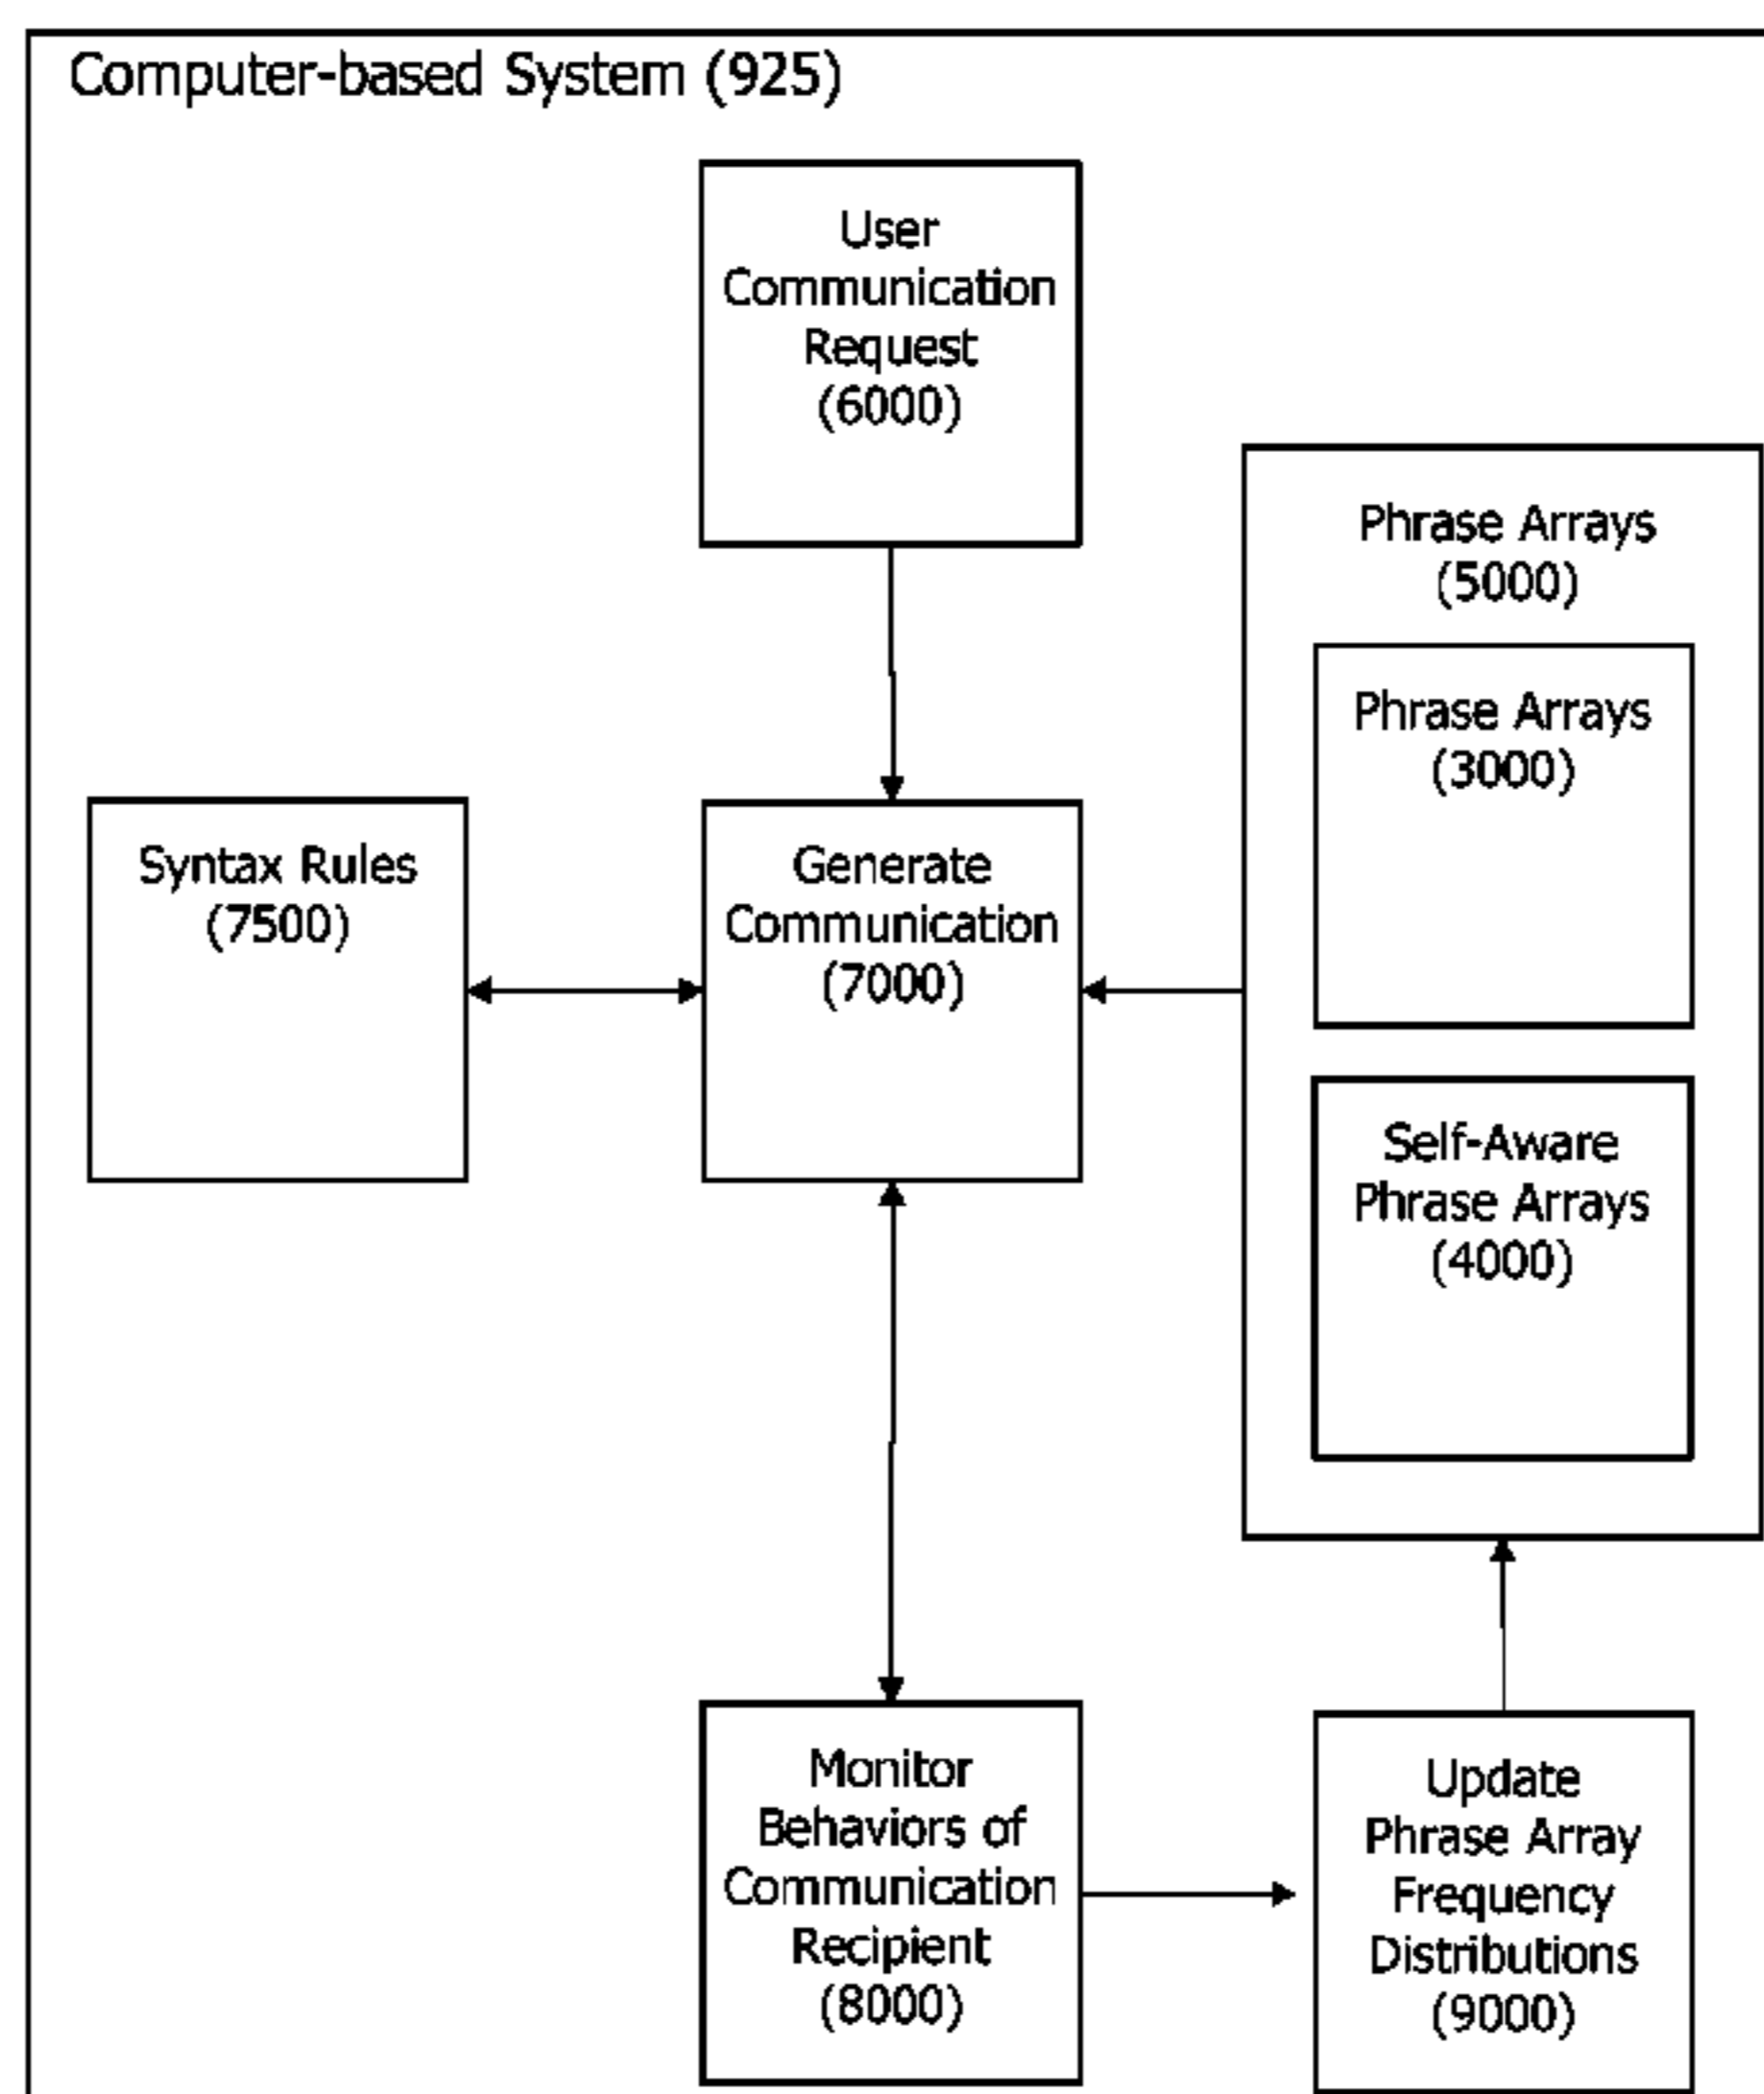 Computer-based System (925)
User
Communication
Request
(6000)
Phrase Arrays
(5000)
Phrase Arrays
(3000)
Syntax Rules
(7500)
Generate
Communication
(7000)
Self-Aware
Phrase Arrays
(4000)
Monitor
Behaviors of
Communication
Recipient
(8000)
Update
Phrase Array
Frequency
Distributions
(9000)